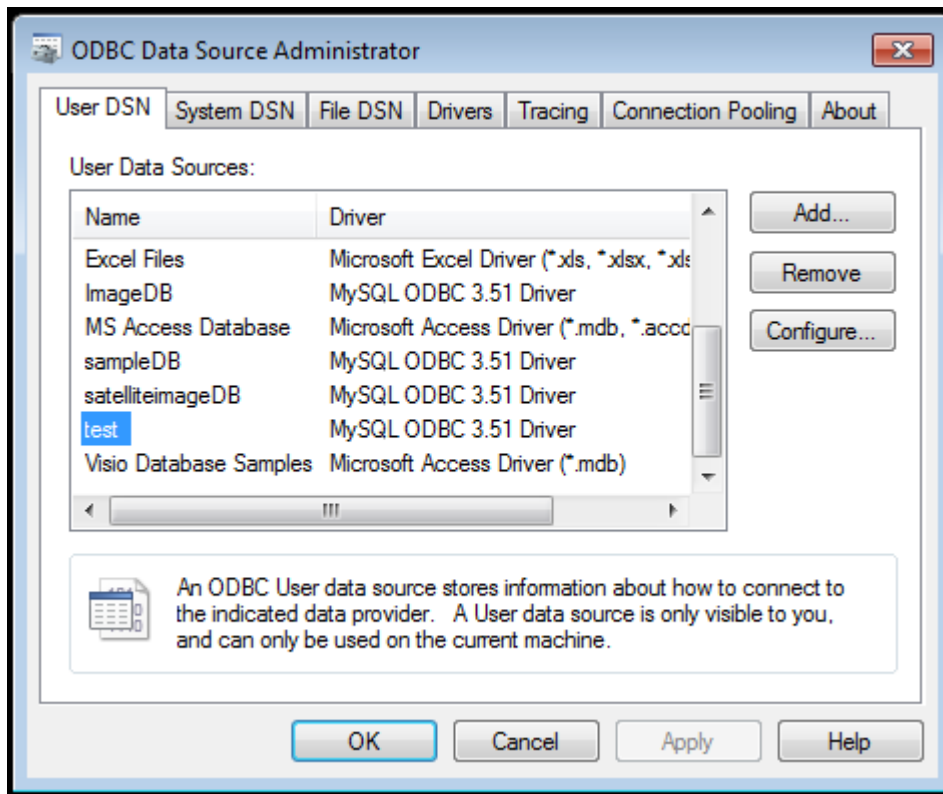 ODBC Data Source Administrator
User DSN System DSN File DSN Drivers Tracing Connection Pooling About
User Data Sources:
Name Driver
Add...
Excel Files Microsoft Excel Driver (*.xls, *.xlsx, *.xls
Remove
ImageDB MySQL ODBC 3.51 Driver
MS Access Database Microsoft Access Driver (*.mdb, *.accd
Configure...
sampleDB MySQL ODBC 3.51 Driver
satelliteimageDB MySQL ODBC 3.51 Driver
test MySQL ODBC 3.51 Driver
Visio Database Samples Microsoft Access Driver (*.mdb)
An ODBC User data source stores information about how to connect to
the indicated data provider. A User data source is only visible to you,
and can only be used on the current machine.
OK Cancel Apply Help